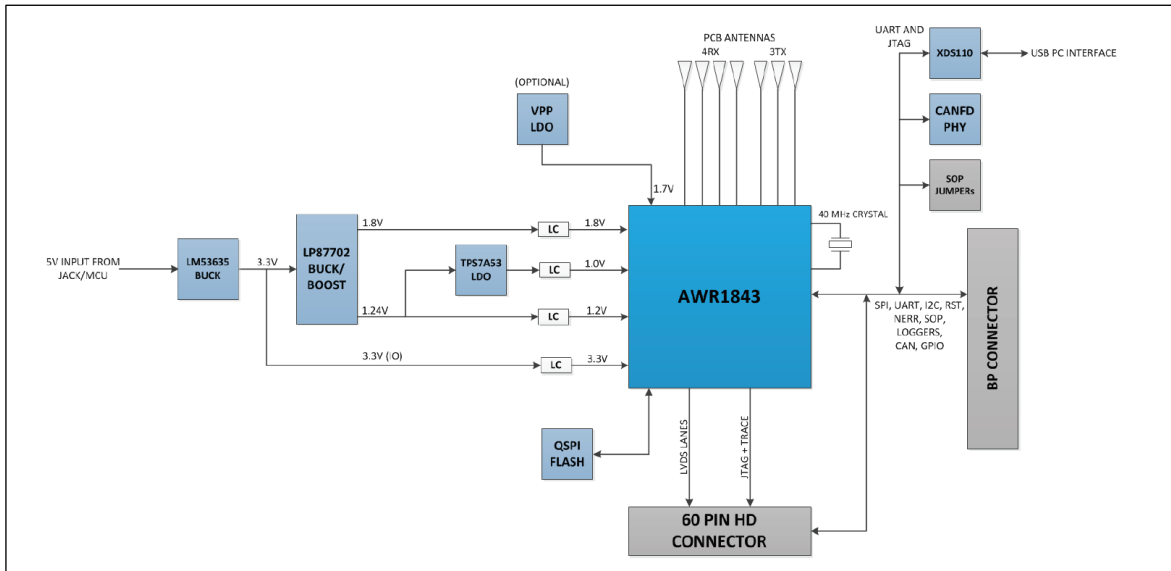 PCB ANTENNAS
4RX
3TX
UART AND
JTAG
XDS110
USB PC INTERFACE
(OPTIONAL)
VPP
LDO
CANFD
PHY
1.7V
SOP
JUMPERs
40 MHz CRYSTAL
1.8V
LC
1.8V
5V INPUT FROM
JACK/MCU
LM53635
BUCK
3.3V
LP87702
BUCK/
BOOST
TPS7A53
LDO
LC
1.0V
AWR1843
1.24V
LC
1.2V
SPI, UART, I2C, RST,
NERR, SOP,
LOGGERS,
CAN, GPIO
BP CONNECTOR
3.3V (IO)
LC
3.3V
QSPI
FLASH
LVDS LANES
JTAG + TRACE
60 PIN HD
CONNECTOR